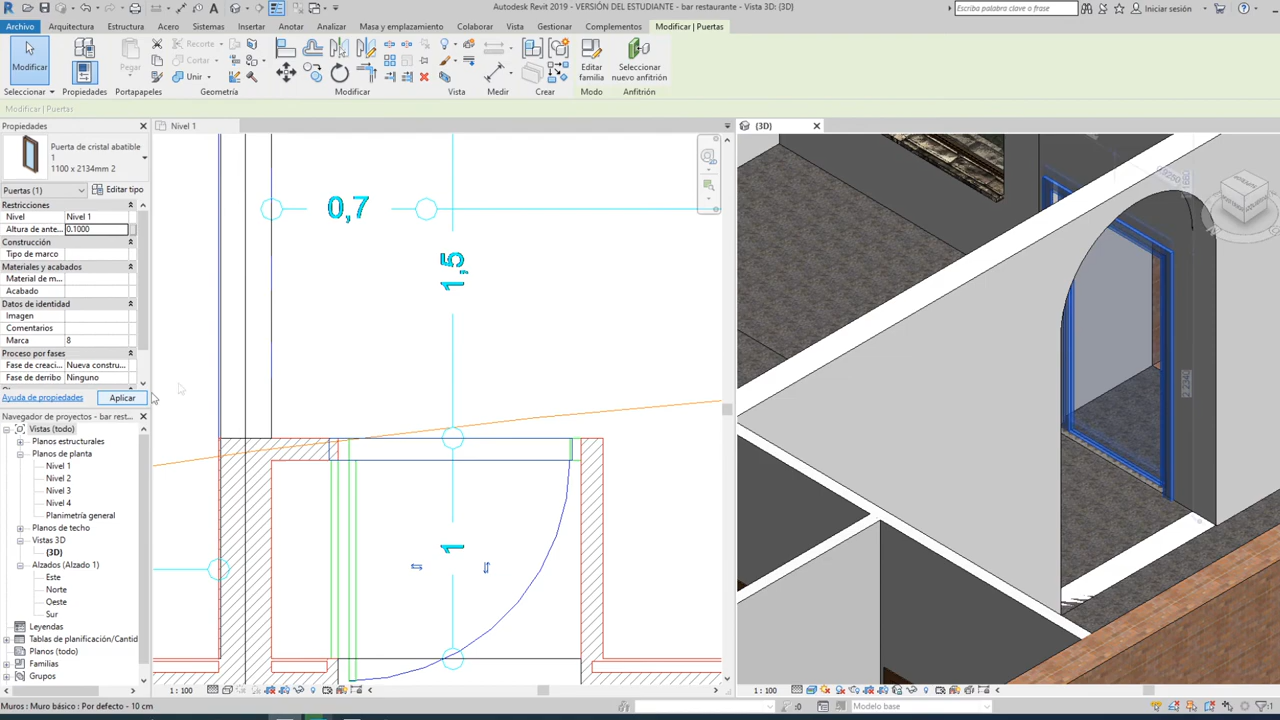 Autodesk Revit 2019 - VERSIÓN DEL ESTUDIANTE - bar restaurante - Vista 3D: {3D}
Escriba palabra clave o frase
Iniciar sesión
Archivo Arquitectura Estructura Acero Sistemas Insertar Anotar Analizar Masa y emplazamiento Colaborar Vista Gestionar Complementos Modificar | Puertas
Modificar
Propiedades
Pegar
Recorte
Cortar
Unir
Editar familia
Seleccionar nuevo anfitrión
Seleccionar Propiedades Portapapeles Geometría Modificar Vista Medir Crear Modo Anfitrión
Modificar | Puertas
Propiedades
Puerta de cristal abatible
1
1100 x 2134mm 2
Puertas (1) Editar tipo
Restricciones
Nivel Nivel 1
Altura de ante... 0.1000
Construcción
Tipo de marco
Materiales y acabados
Material de m...
Acabado
Datos de identidad
Imagen
Comentarios
Marca 8
Proceso por fases
Fase de creaci... Nueva constru...
Fase de derribo Ninguno
Ayuda de propiedades Aplicar
Navegador de proyectos - bar rest...
Vistas (todo)
Planos estructurales
Planos de planta
Nivel 1
Nivel 2
Nivel 3
Nivel 4
Planimetría general
Planos de techo
Vistas 3D
{3D}
Alzados (Alzado 1)
Este
Norte
Oeste
Sur
Leyendas
Tablas de planificación/Cantid
Planos (todo)
Familias
Grupos
Nivel 1
0,7
1,5
1
1 : 100
{3D}
1 : 100
Muros : Muro básico : Por defecto - 10 cm
:0
Modelo base
:1